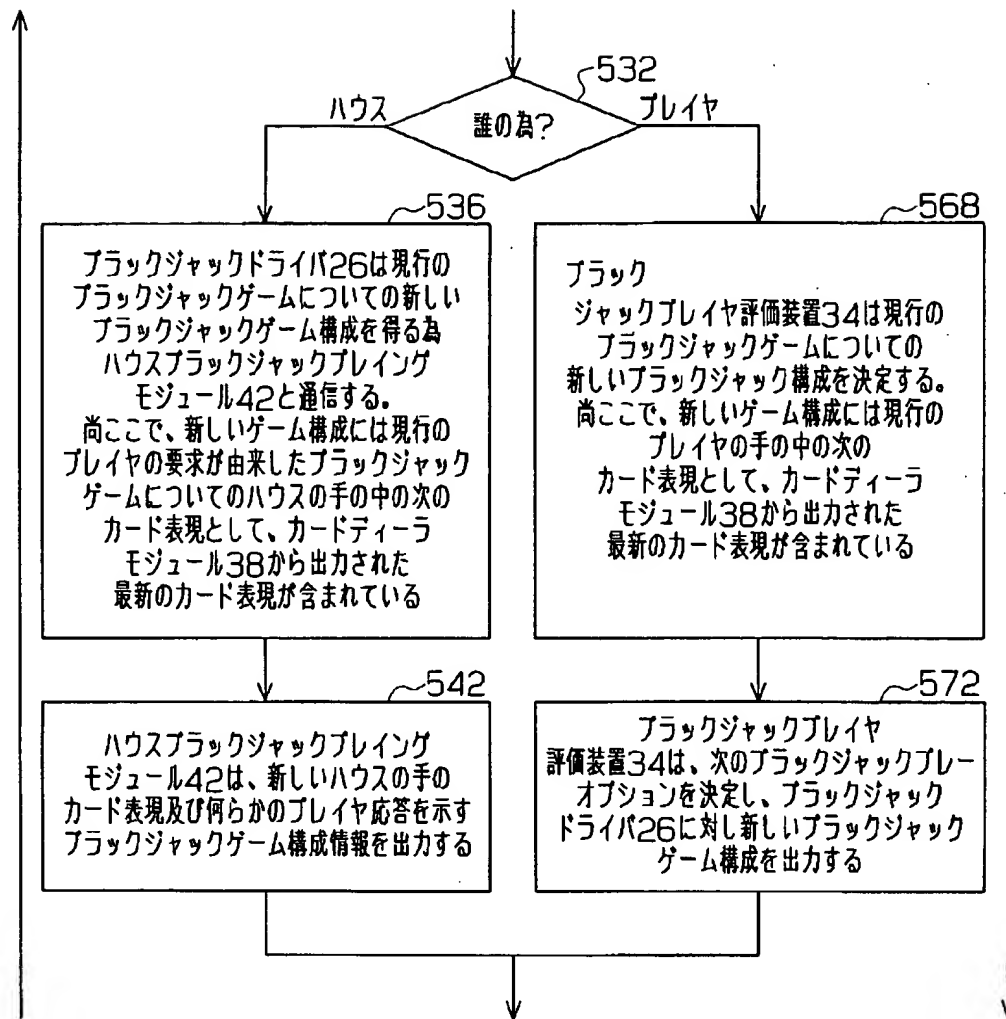 532
ハウス
誰の為?
プレイヤ
536
ブラックジャックドライバ26は現行の
ブラックジャックゲームについての新しい
ブラックジャックゲーム構成を得る為
ハウスブラックジャックプレイング
モジュール42と通信する。
尚ここで、新しいゲーム構成には現行の
プレイヤの要求が由来したブラックジャック
ゲームについてのハウスの手の中の次の
カード表現として、カードディーラ
モジュール38から出力された
最新のカード表現が含まれている
568
ブラック
ジャックプレイヤ評価装置34は現行の
ブラックジャックゲームについての
新しいブラックジャック構成を決定する。
尚ここで、新しいゲーム構成には現行の
プレイヤの手の中の次の
カード表現として、カードディーラ
モジュール38から出力された
最新のカード表現が含まれている
542
ハウスブラックジャックプレイング
モジュール42は、新しいハウスの手の
カード表現及び何らかのプレイヤ応答を示す
ブラックジャックゲーム構成情報を出力する
572
ブラックジャックプレイヤ
評価装置34は、次のブラックジャックプレー
オプションを決定し、ブラックジャック
ドライバ26に対し新しいブラックジャック
ゲーム構成を出力する